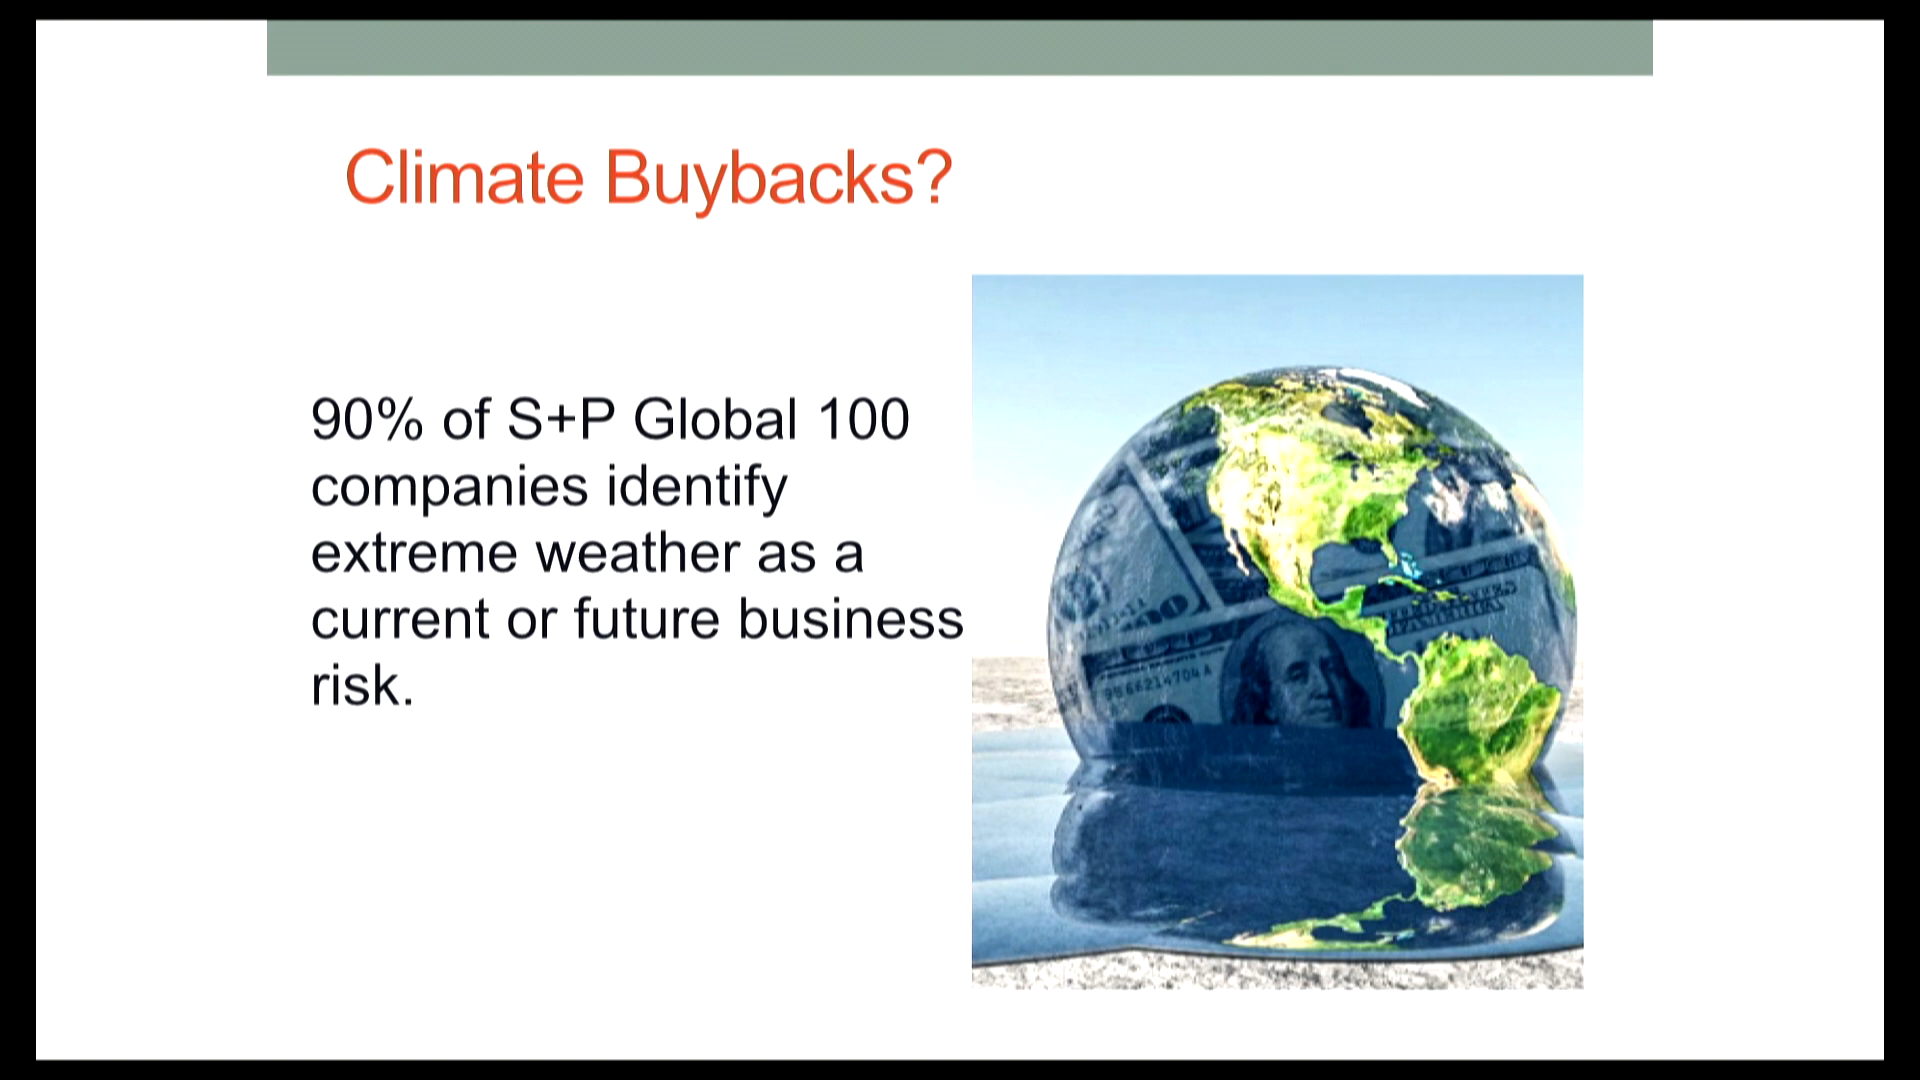 Climate Buybacks?
90% of S+P Global 100
companies identify
extreme weather as a
current or future business
risk.